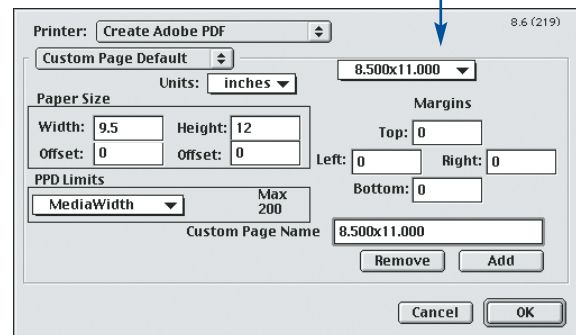 8.6 (219)
Printer: Create Adobe PDF
Custom Page Default
Units: inches
8.500x11.000
Paper Size
Width: 9.5 Height: 12
Offset: 0 Offset: 0
Margins
Top: 0
Left: 0 Right: 0
Bottom: 0
PPD Limits
MediaWidth Max 200
Custom Page Name 8.500x11.000
Remove Add
Cancel OK